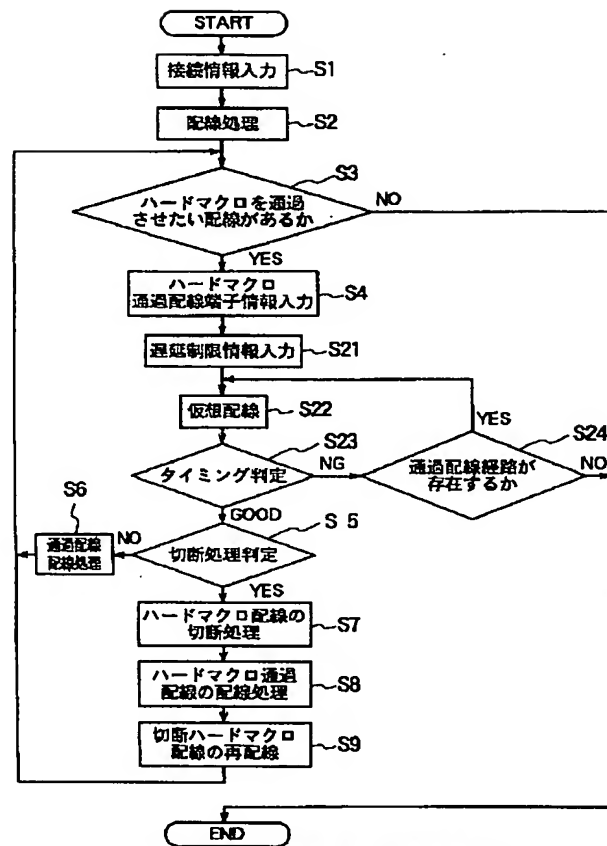 START
接続情報入力
S1
配線処理
S2
S3
ハードマクロを通過
させたい配線があるか
NO
YES
ハードマクロ
通過配線端子情報入力
S4
遅延制限情報入力
S21
仮想配線
S22
YES
S23
S24
タイミング判定
NG
通過配線経路が
存在するか
NO
GOOD
S6
S 5
通過配線
配線処理
NO
切断処理判定
YES
ハードマクロ配線の
切断処理
S7
ハードマクロ通過
配線の配線処理
S8
切断ハードマクロ
配線の再配線
S9
END